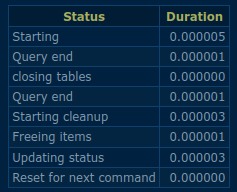 Status Duration
Starting 0.000005
Query end 0.000001
closing tables 0.000000
Query end 0.000001
Starting cleanup 0.000003
Freeing items 0.000001
Updating status 0.000003
Reset for next command 0.000000